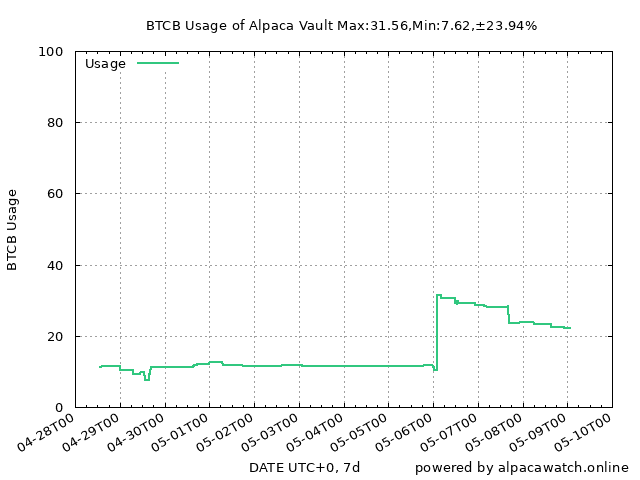 BTCB Usage of Alpaca Vault Max:31.56,Min:7.62,±23.94%
Usage
BTCB Usage
100
80
60
40
20
0
04-28T00
04-29T00
04-30T00
05-01T00
05-02T00
05-03T00
05-04T00
05-05T00
05-06T00
05-07T00
05-08T00
05-09T00
05-10T00
DATE UTC+0, 7d
powered by alpacawatch.online